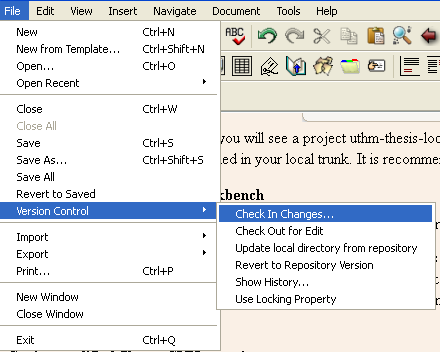 File Edit View Insert Navigate Document Tools Help
New Ctrl+N
New from Template... Ctrl+Shift+N
Open... Ctrl+O
Open Recent
Close Ctrl+W
Close All
Save Ctrl+S
Save As... Ctrl+Shift+S
Save All
Revert to Saved
Version Control
Import
Export
Print... Ctrl+P
New Window
Close Window
Exit Ctrl+Q
Check In Changes...
Check Out for Edit
Update local directory from repository
Revert to Repository Version
Show History...
Use Locking Property
ABC
you will see a project uthm-thesis-loc
ed in your local trunk. It is recomme
kbench